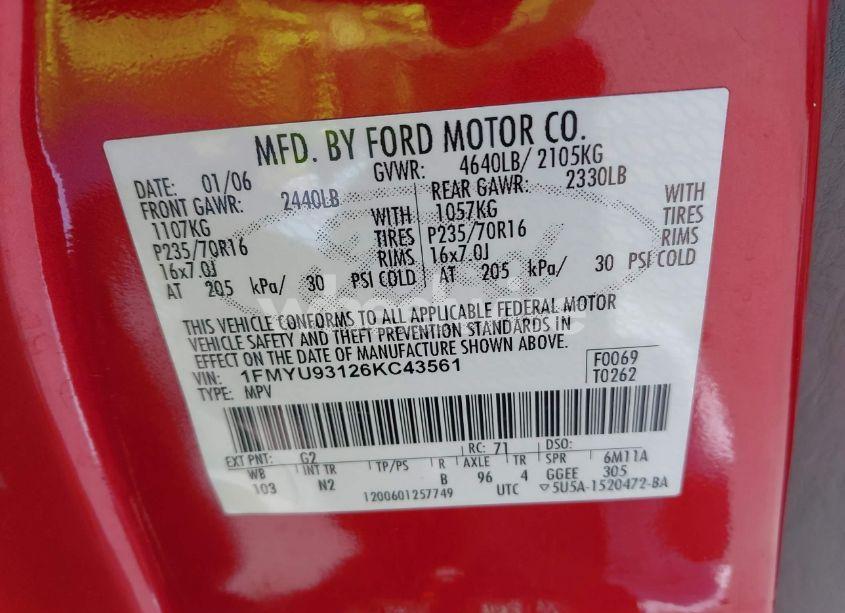 MFD. BY FORD MOTOR CO.
DATE: 01/06 GVWR: 4640LB/ 2105KG
FRONT GAWR: 2440LB REAR GAWR: 2330LB
1107KG WITH 1057KG WITH
P235/70R16 TIRES P235/70R16 TIRES
16x7.0J RIMS 16x7.0J RIMS
AT 205 kPa/ 30 PSI COLD AT 205 kPa/ 30 PSI COLD
THIS VEHICLE CONFORMS TO ALL APPLICABLE FEDERAL MOTOR
VEHICLE SAFETY AND THEFT PREVENTION STANDARDS IN
EFFECT ON THE DATE OF MANUFACTURE SHOWN ABOVE.
VIN: 1FMYU93126KC43561 F0069
TYPE: MPV T0262
EXT PNT: G2 RC: 71 DSO:
WB INT TR TP/PS R AXLE TR SPR 6M11A
103 N2 B 96 4 GGEE 305
1200601257749 UTC ▽5U5A-1520472-BA